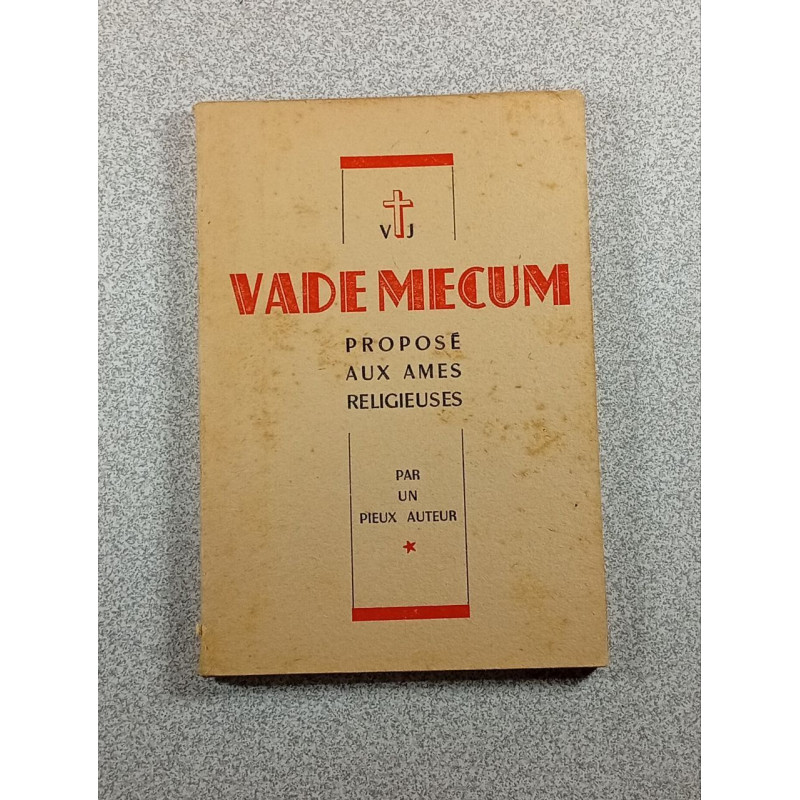 V † J
VADE MECUM
PROPOSÉ
AUX AMES
RELIGIEUSES
PAR
UN
PIEUX AUTEUR